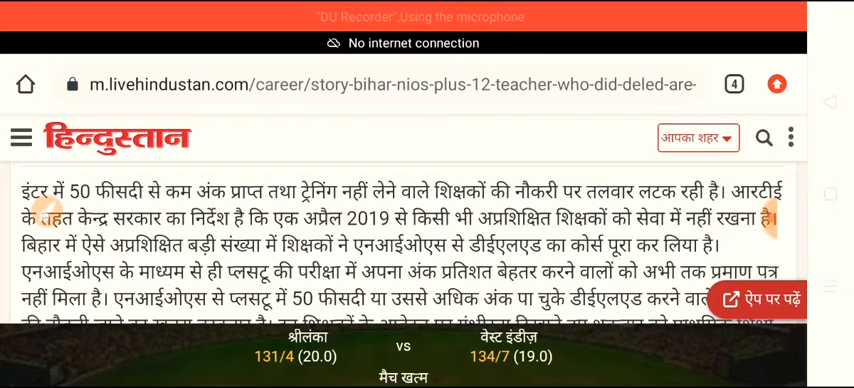 "DU Recorder",Using the microphone
No internet connection
m.livehindustan.com/career/story-bihar-nios-plus-12-teacher-who-did-deled-are-
4
हिन्दुस्तान
आपका शहर
इंटर में 50 फीसदी से कम अंक प्राप्त तथा ट्रेनिंग नहीं लेने वाले शिक्षकों की नौकरी पर तलवार लटक रही है। आरटीई
के तहत केन्द्र सरकार का निर्देश है कि एक अप्रैल 2019 से किसी भी अप्रशिक्षित शिक्षकों को सेवा में नहीं रखना है।
बिहार में ऐसे अप्रशिक्षित बड़ी संख्या में शिक्षकों ने एनआईओएस से डीईएलएड का कोर्स पूरा कर लिया है।
एनआईओएस के माध्यम से ही प्लसटू की परीक्षा में अपना अंक प्रतिशत बेहतर करने वालों को अभी तक प्रमाण पत्र
नहीं मिला है। एनआईओएस से प्लसटू में 50 फीसदी या उससे अधिक अंक पा चुके डीईएलएड करने वाले
ऐप पर पढ़ें
श्रीलंका vs वेस्ट इंडीज़
131/4 (20.0) 134/7 (19.0)
मैच खत्म